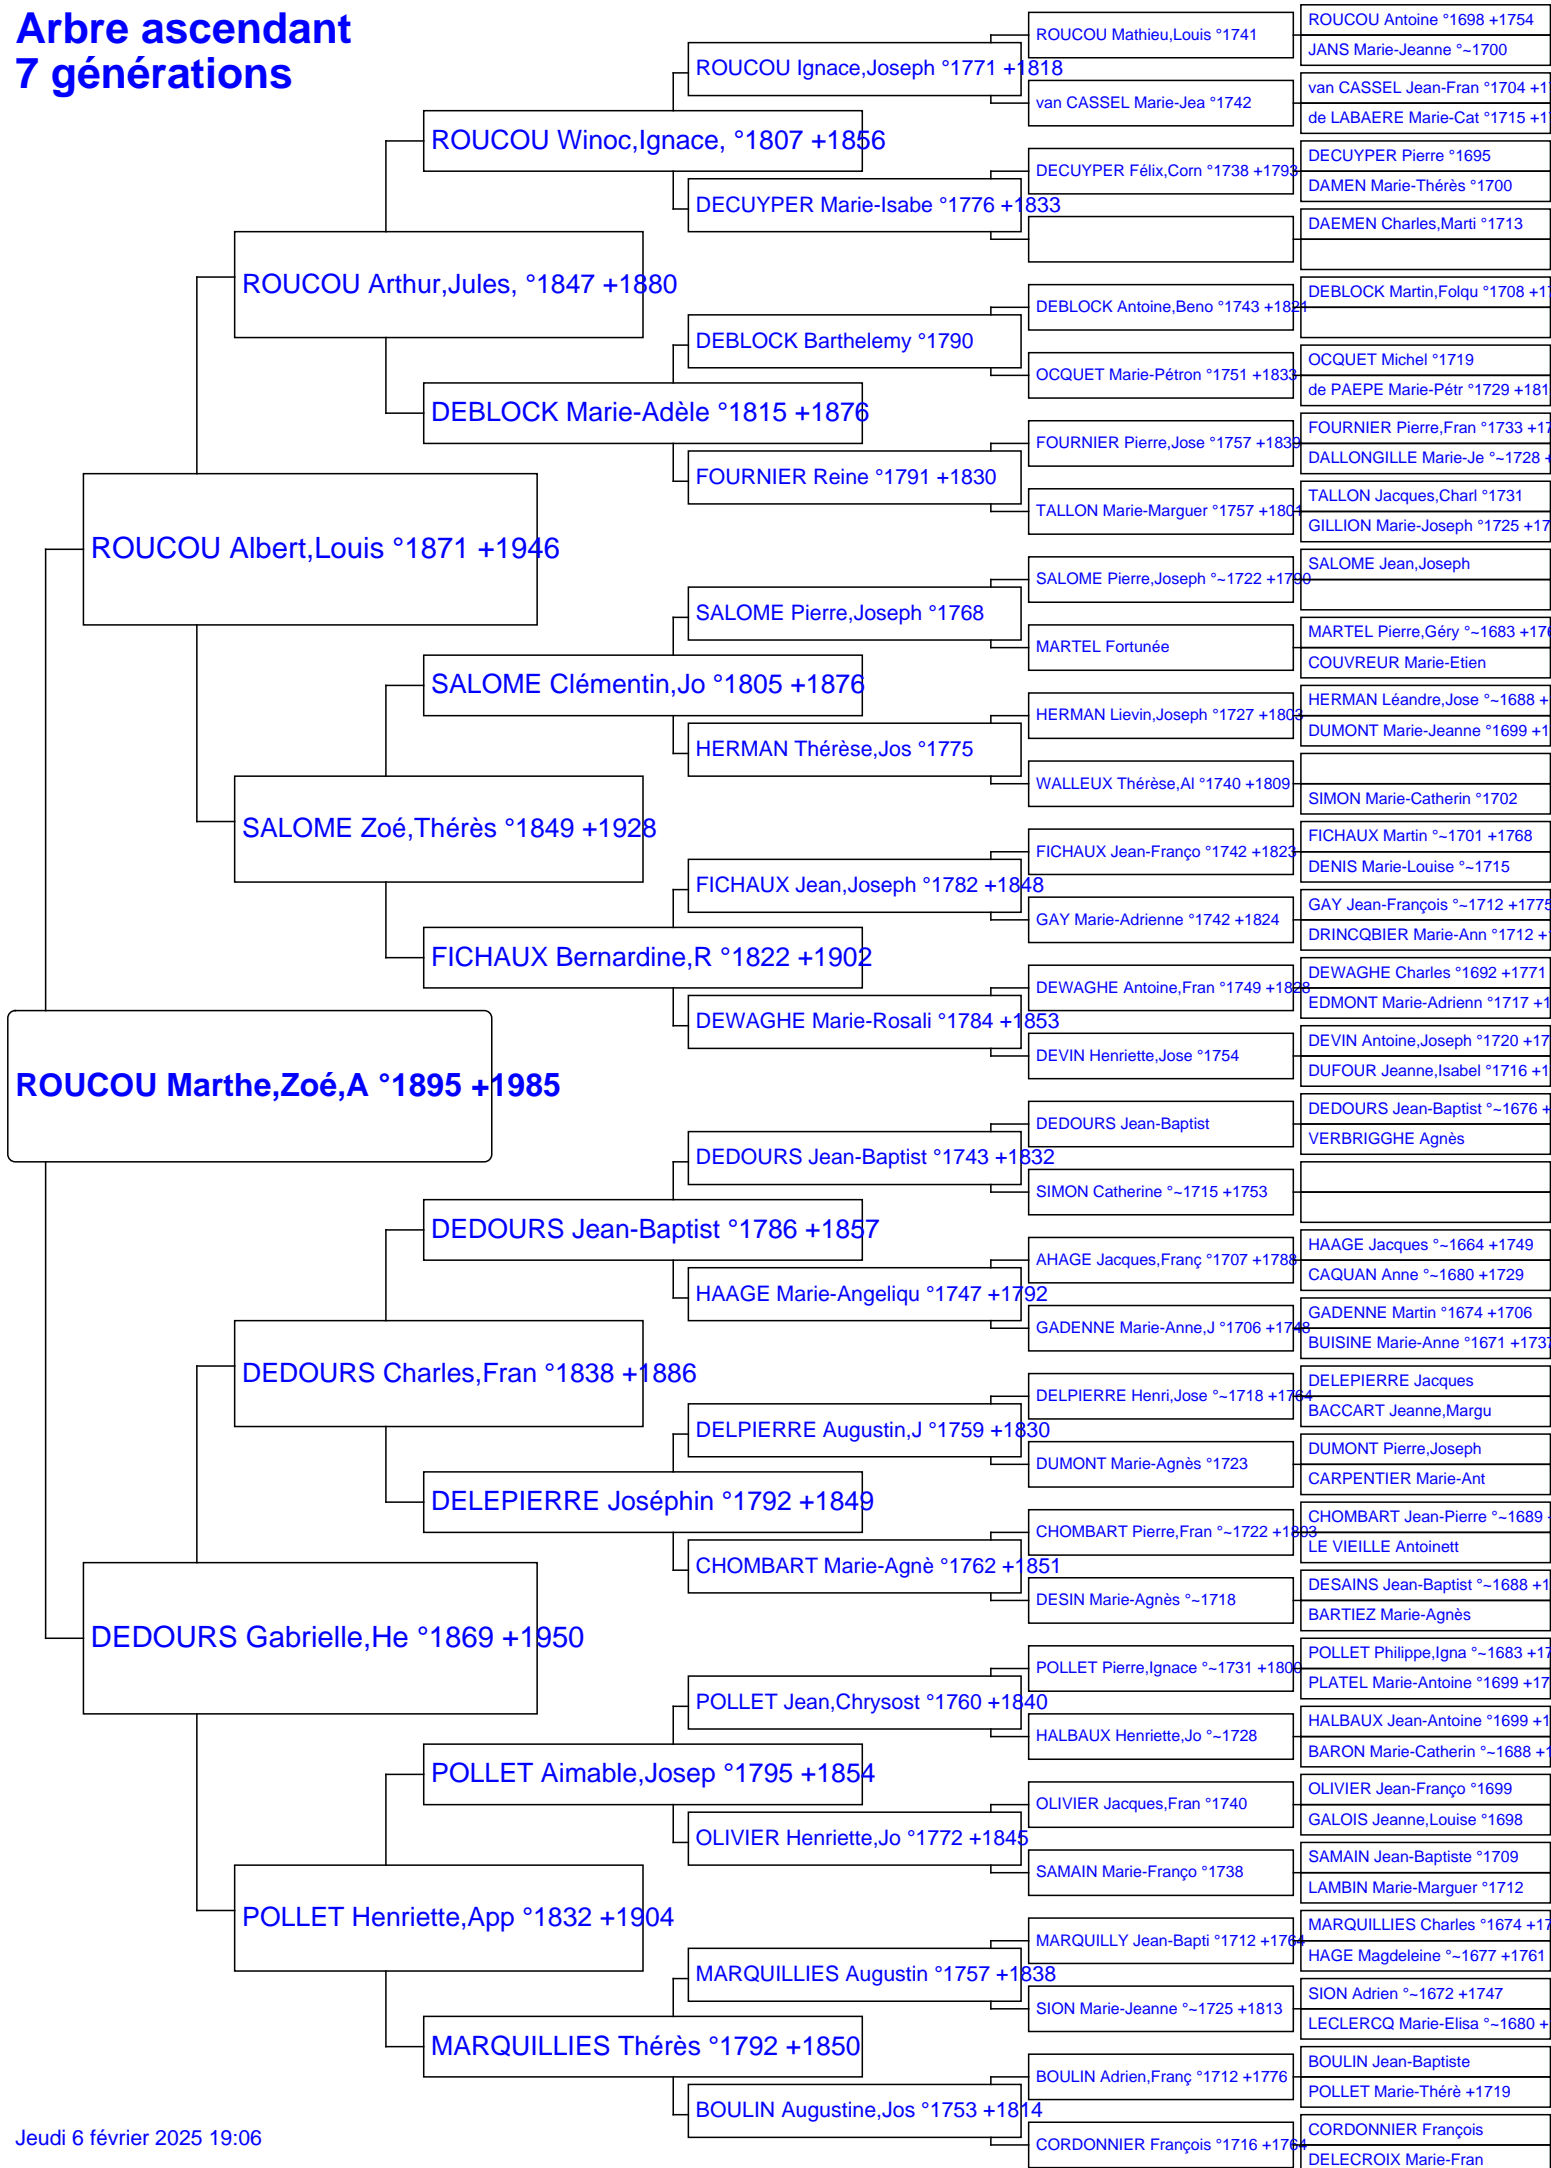 Arbre ascendant
7 générations
ROUCOU Marthe,Zoé,A °1895 +1985
ROUCOU Albert,Louis °1871 +1946
DEDOURS Gabrielle,He °1869 +1950
ROUCOU Arthur,Jules, °1847 +1880
SALOME Zoé,Thérès °1849 +1928
DEDOURS Charles,Fran °1838 +1886
POLLET Henriette,App °1832 +1904
ROUCOU Winoc,Ignace, °1807 +1856
DEBLOCK Marie-Adèle °1815 +1876
SALOME Clémentin,Jo °1805 +1876
FICHAUX Bernardine,R °1822 +1902
DEDOURS Jean-Baptist °1786 +1857
DELEPIERRE Joséphin °1792 +1849
POLLET Aimable,Josep °1795 +1854
MARQUILLIES Thérès °1792 +1850
ROUCOU Ignace,Joseph °1771 +1818
DECUYPER Marie-Isabe °1776 +1833
DEBLOCK Barthelemy °1790
FOURNIER Reine °1791 +1830
SALOME Pierre,Joseph °1768
HERMAN Thérèse,Jos °1775
FICHAUX Jean,Joseph °1782 +1848
DEWAGHE Marie-Rosali °1784 +1853
DEDOURS Jean-Baptist °1743 +1832
HAAGE Marie-Angeliqu °1747 +1792
DELPIERRE Augustin,J °1759 +1830
CHOMBART Marie-Agnè °1762 +1851
POLLET Jean,Chrysost °1760 +1840
OLIVIER Henriette,Jo °1772 +1845
MARQUILLIES Augustin °1757 +1838
BOULIN Augustine,Jos °1753 +1814
ROUCOU Mathieu,Louis °1741
van CASSEL Marie-Jea °1742
DECUYPER Félix,Corn °1738 +1793
DEBLOCK Antoine,Beno °1743 +1821
OCQUET Marie-Pétron °1751 +1833
FOURNIER Pierre,Jose °1757 +1839
TALLON Marie-Marguer °1757 +1801
SALOME Pierre,Joseph °~1722 +1790
MARTEL Fortunée
HERMAN Lievin,Joseph °1727 +1803
WALLEUX Thérèse,Al °1740 +1809
FICHAUX Jean-Franço °1742 +1823
GAY Marie-Adrienne °1742 +1824
DEWAGHE Antoine,Fran °1749 +1828
DEVIN Henriette,Jose °1754
DEDOURS Jean-Baptist
SIMON Catherine °~1715 +1753
AHAGE Jacques,Franç °1707 +1788
GADENNE Marie-Anne,J °1706 +1748
DELPIERRE Henri,Jose °~1718 +1764
DUMONT Marie-Agnès °1723
CHOMBART Pierre,Fran °~1722 +1803
DESIN Marie-Agnès °~1718
POLLET Pierre,Ignace °~1731 +1800
HALBAUX Henriette,Jo °~1728
OLIVIER Jacques,Fran °1740
SAMAIN Marie-Franço °1738
MARQUILLY Jean-Bapti °1712 +1764
SION Marie-Jeanne °~1725 +1813
BOULIN Adrien,Franç °1712 +1776
CORDONNIER François °1716 +1764
ROUCOU Antoine °1698 +1754
JANS Marie-Jeanne °~1700
van CASSEL Jean-Fran °1704 +1
de LABAERE Marie-Cat °1715 +1
DECUYPER Pierre °1695
DAMEN Marie-Thérès °1700
DAEMEN Charles,Marti °1713
DEBLOCK Martin,Folqu °1708 +1
OCQUET Michel °1719
de PAEPE Marie-Pétr °1729 +181
FOURNIER Pierre,Fran °1733 +17
DALLONGILLE Marie-Je °~1728 +
TALLON Jacques,Charl °1731
GILLION Marie-Joseph °1725 +17
SALOME Jean,Joseph
MARTEL Pierre,Géry °~1683 +176
COUVREUR Marie-Etien
HERMAN Léandre,Jose °~1688 +
DUMONT Marie-Jeanne °1699 +1
SIMON Marie-Catherin °1702
FICHAUX Martin °~1701 +1768
DENIS Marie-Louise °~1715
GAY Jean-François °~1712 +1775
DRINCQBIER Marie-Ann °1712 +
DEWAGHE Charles °1692 +1771
EDMONT Marie-Adrienn °1717 +1
DEVIN Antoine,Joseph °1720 +17
DUFOUR Jeanne,Isabel °1716 +1
DEDOURS Jean-Baptist °~1676 +
VERBRIGGHE Agnès
HAAGE Jacques °~1664 +1749
CAQUAN Anne °~1680 +1729
GADENNE Martin °1674 +1706
BUISINE Marie-Anne °1671 +1737
DELEPIERRE Jacques
BACCART Jeanne,Margu
DUMONT Pierre,Joseph
CARPENTIER Marie-Ant
CHOMBART Jean-Pierre °~1689
LE VIEILLE Antoinett
DESAINS Jean-Baptist °~1688 +1
BARTIEZ Marie-Agnès
POLLET Philippe,Igna °~1683 +17
PLATEL Marie-Antoine °1699 +17
HALBAUX Jean-Antoine °1699 +1
BARON Marie-Catherin °~1688 +1
OLIVIER Jean-Franço °1699
GALOIS Jeanne,Louise °1698
SAMAIN Jean-Baptiste °1709
LAMBIN Marie-Marguer °1712
MARQUILLIES Charles °1674 +17
HAGE Magdeleine °~1677 +1761
SION Adrien °~1672 +1747
LECLERCQ Marie-Elisa °~1680 +
BOULIN Jean-Baptiste
POLLET Marie-Thérè +1719
CORDONNIER François
DELECROIX Marie-Fran
Jeudi 6 février 2025 19:06